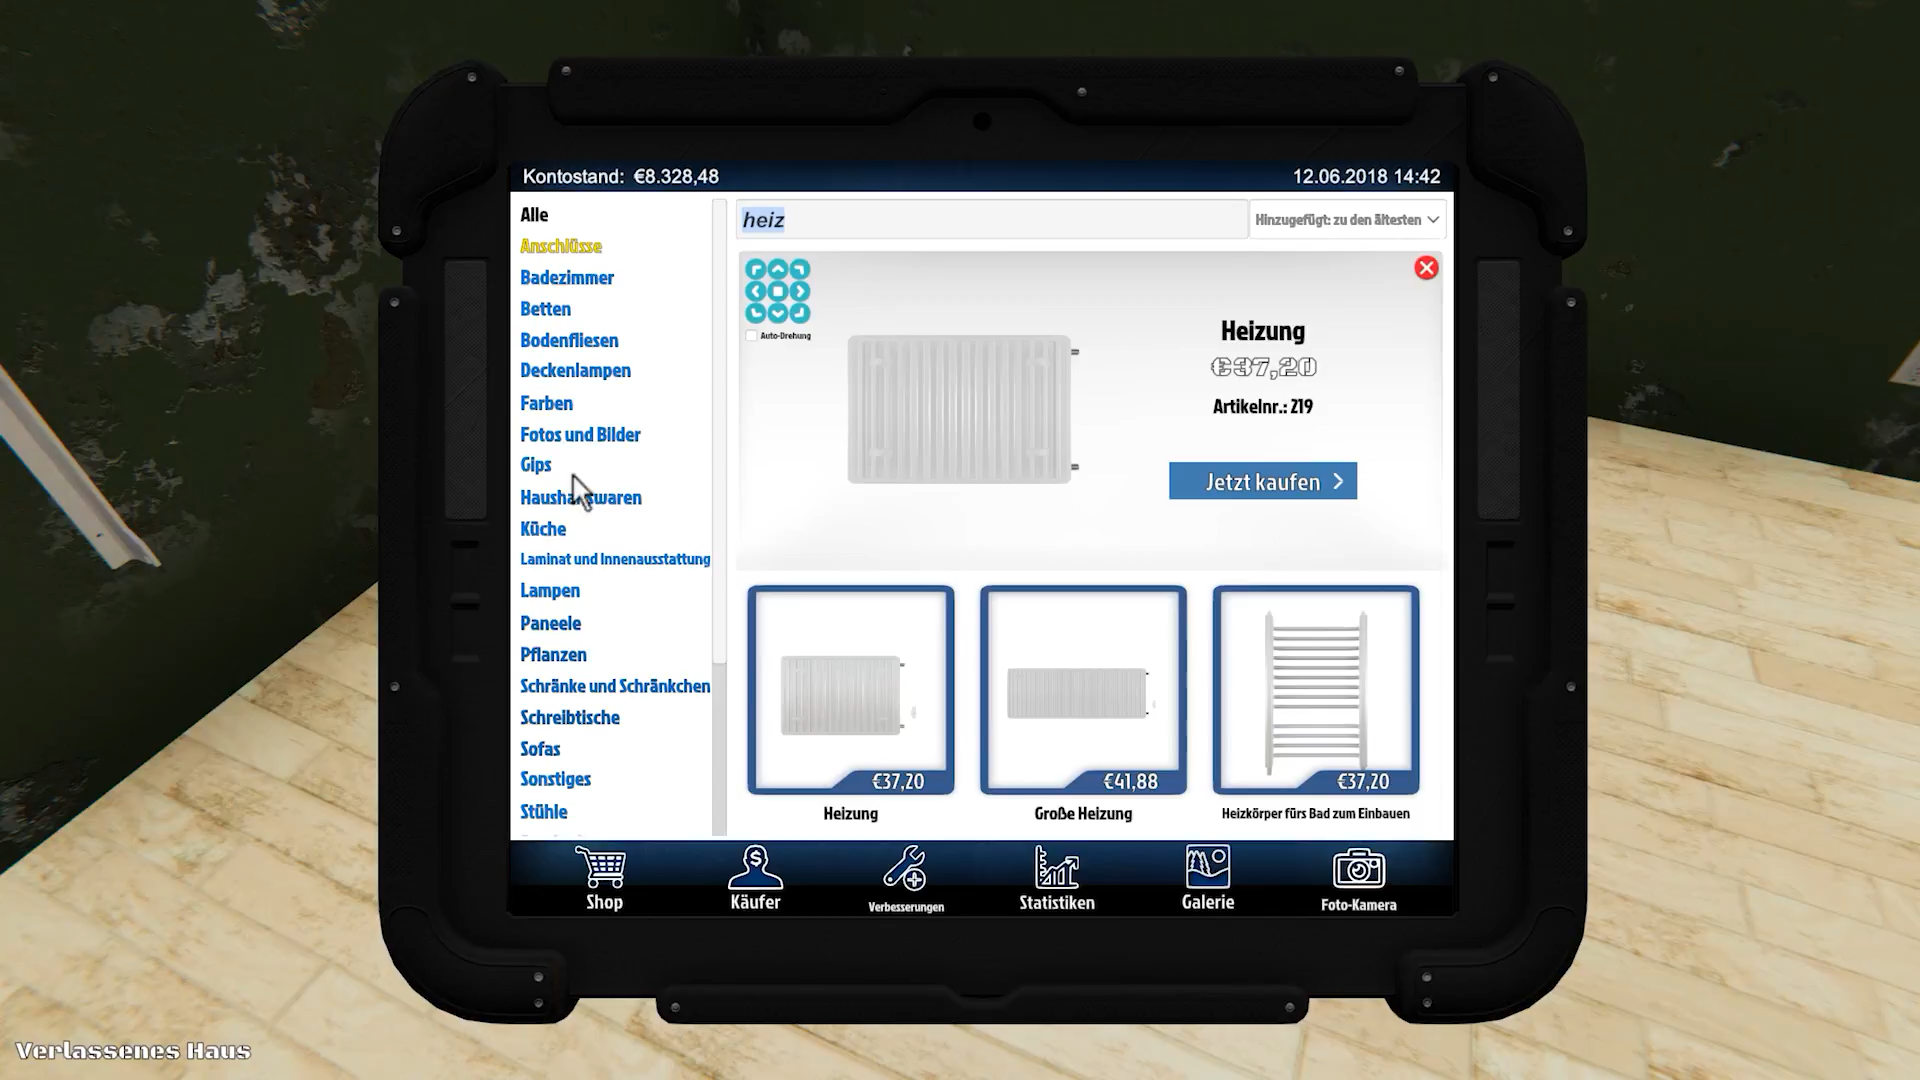 Kontostand: €8.328,48
12.06.2018 14:42
Alle
Anschlüsse
Badezimmer
Betten
Bodenfliesen
Deckenlampen
Farben
Fotos und Bilder
Gips
Haushaltswaren
Küche
Laminat und Innenausstattung
Lampen
Paneele
Pflanzen
Schränke und Schränkchen
Schreibtische
Sofas
Sonstiges
Stühle
heiz
Hinzugefügt: zu den ältesten
Auto-Drehung
Heizung
€37,20
Artikelnr.: 219
Jetzt kaufen
€37,20
Heizung
€41,88
Große Heizung
€37,20
Heizkörper fürs Bad zum Einbauen
Shop
Käufer
Verbesserungen
Statistiken
Galerie
Foto-Kamera
Verlassenes Haus